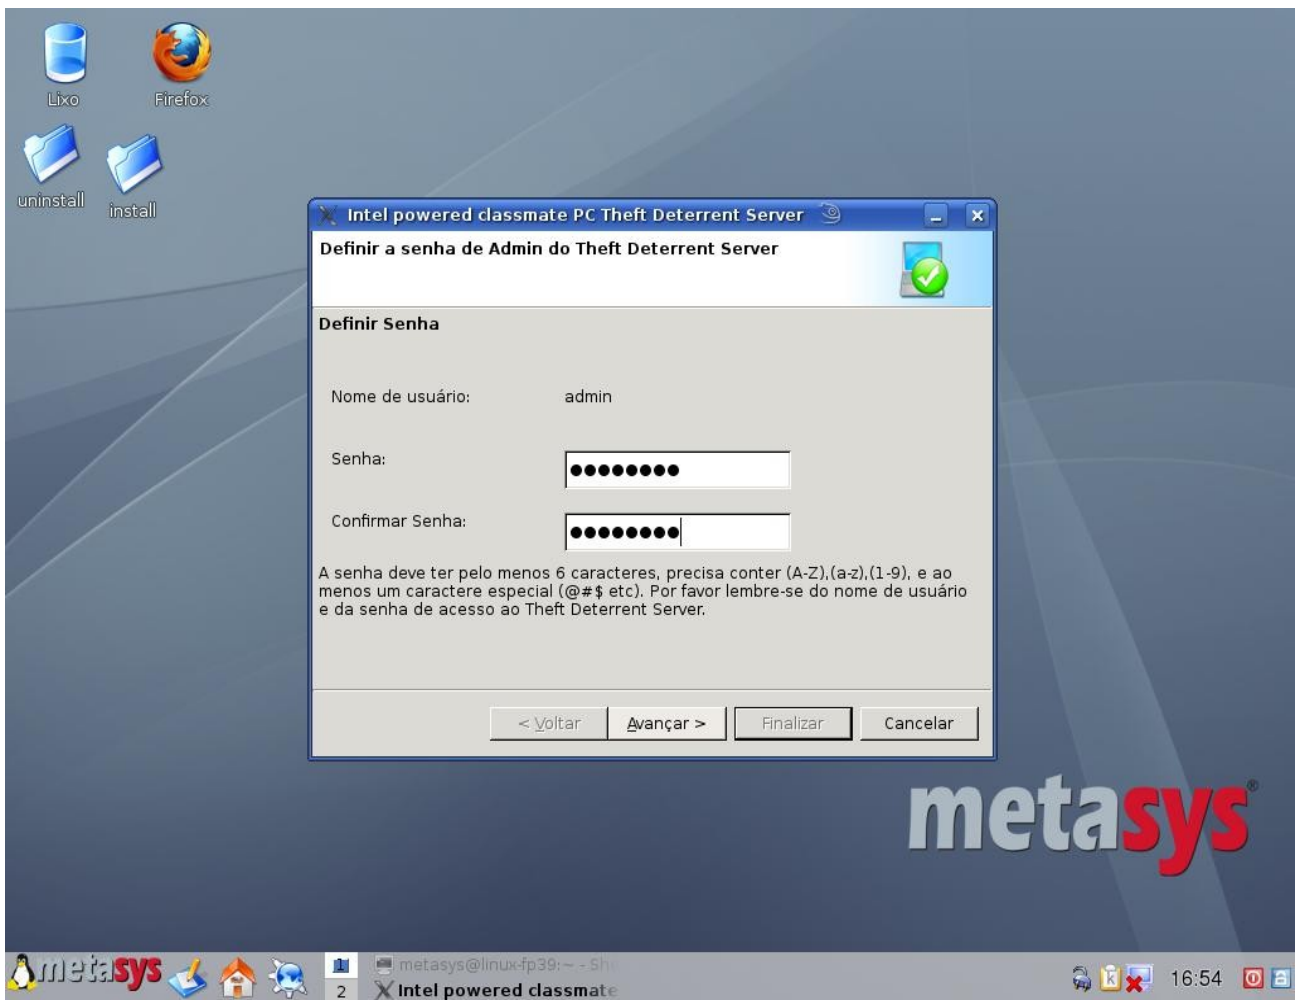 Lixo
Firefox
uninstall
install
Intel powered classmate PC Theft Deterrent Server
Definir a senha de Admin do Theft Deterrent Server
Definir Senha
Nome de usuário: admin
Senha: ●●●●●●●●
Confirmar Senha: ●●●●●●●●
A senha deve ter pelo menos 6 caracteres, precisa conter (A-Z),(a-z),(1-9), e ao
menos um caractere especial (@#$ etc). Por favor lembre-se do nome de usuário
e da senha de acesso ao Theft Deterrent Server.
< Voltar
Avançar >
Finalizar
Cancelar
metasys®
metasys
1
2
metasys@linux-fp39:~ - Sh
Intel powered classmate
16:54